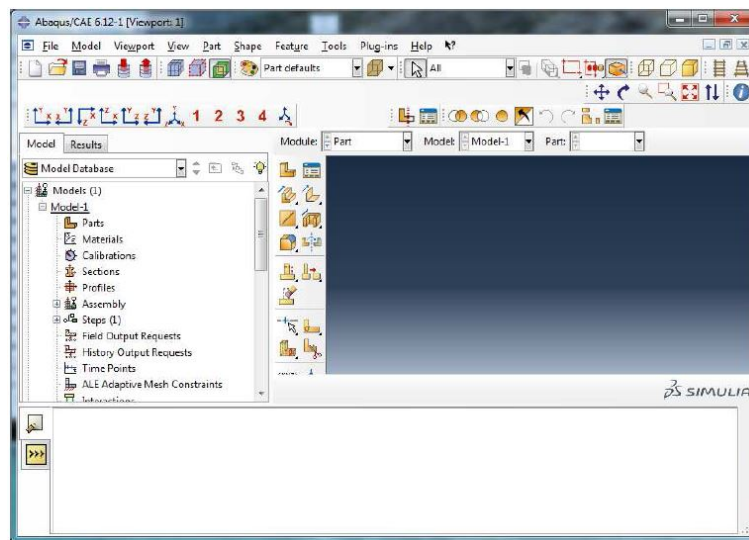 Abaqus/CAE 6.12-1 [Viewport: 1]
File Model Viewport View Part Shape Feature Tools Plug-ins Help
Part defaults All
1 2 3 4
Model Results Module: Part Model: Model-1 Part:
Model Database
Models (1)
Model-1
Parts
Materials
Calibrations
Sections
Profiles
Assembly
Steps (1)
Field Output Requests
History Output Requests
Time Points
ALE Adaptive Mesh Constraints
Interactions
SIMULIA
>>>